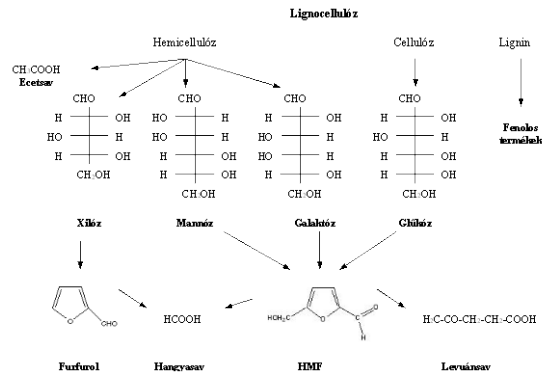 Lignocellulóz
Hemicellulóz Cellulóz Lignin
CH₃COOH
Ecetsav
CHO CHO CHO CHO
H OH HO H H OH H OH
HO H HO H HO H HO H
H OH H OH HO H H OH
CH₂OH H OH H OH H OH
CH₂OH CH₂OH CH₂OH
Fenolos
termékek
Xilóz Mannóz Galaktóz Glükóz
O CHO
HCOOH
HOH₂C O C O
H
H₃C-CO-CH₂-CH₂-COOH
Furfurol Hangyasav HMF Levuánsav